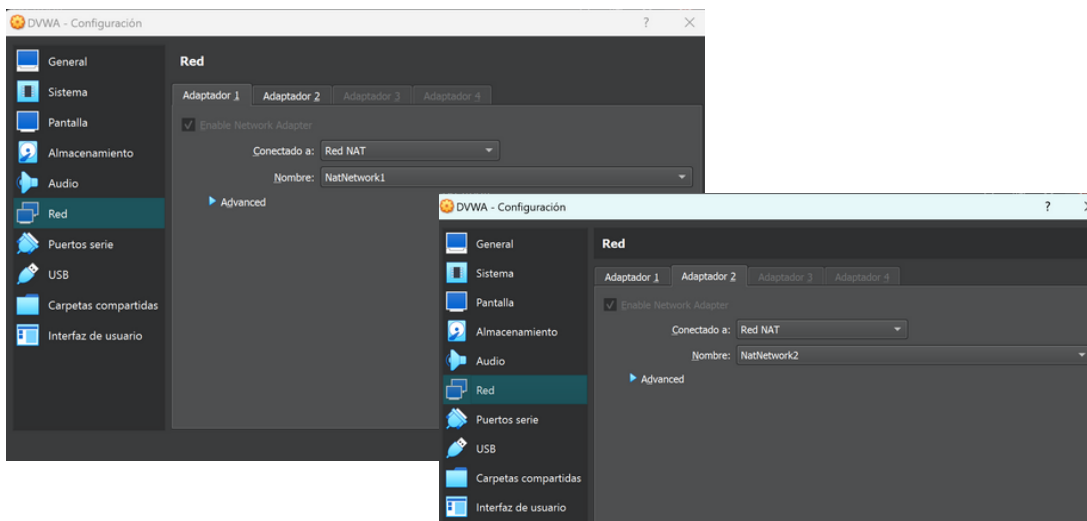 DVWA - Configuración
?
General
Sistema
Pantalla
Almacenamiento
Audio
Red
Puertos serie
USB
Carpetas compartidas
Interfaz de usuario
Red
Adaptador 1 Adaptador 2 Adaptador 3 Adaptador 4
Enable Network Adapter
Conectado a: Red NAT
Nombre: NatNetwork1
Advanced
DVWA - Configuración
?
General
Sistema
Pantalla
Almacenamiento
Audio
Red
Puertos serie
USB
Carpetas compartidas
Interfaz de usuario
Red
Adaptador 1 Adaptador 2 Adaptador 3 Adaptador 4
Enable Network Adapter
Conectado a: Red NAT
Nombre: NatNetwork2
Advanced